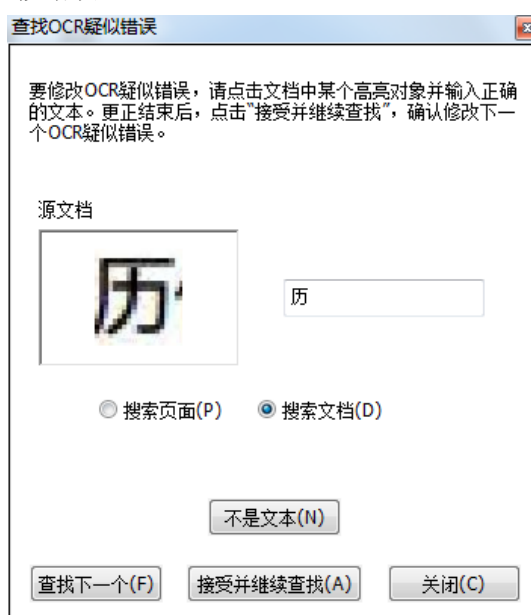 查找OCR疑似错误
要修改OCR疑似错误，请点击文档中某个高亮对象并输入正确
的文本。更正结束后，点击"接受并继续查找"，确认修改下一
个OCR疑似错误。
源文档
历
历
搜索页面(P) 搜索文档(D)
不是文本(N)
查找下一个(F) 接受并继续查找(A) 关闭(C)